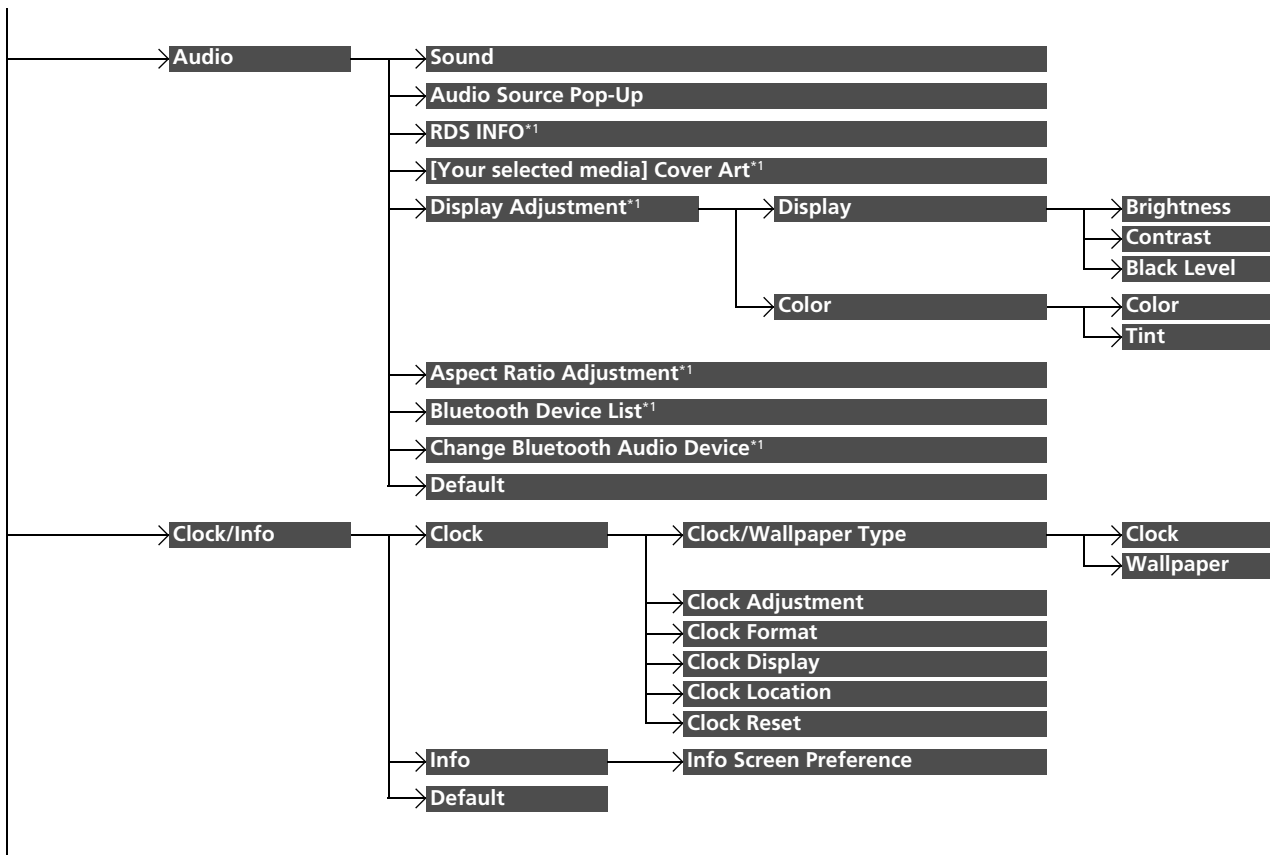 Audio
Sound
Audio Source Pop-Up
RDS INFO*1
[Your selected media] Cover Art*1
Display Adjustment*1
Display
Brightness
Contrast
Black Level
Color
Color
Tint
Aspect Ratio Adjustment*1
Bluetooth Device List*1
Change Bluetooth Audio Device*1
Default
Clock/Info
Clock
Clock/Wallpaper Type
Clock
Wallpaper
Clock Adjustment
Clock Format
Clock Display
Clock Location
Clock Reset
Info
Info Screen Preference
Default